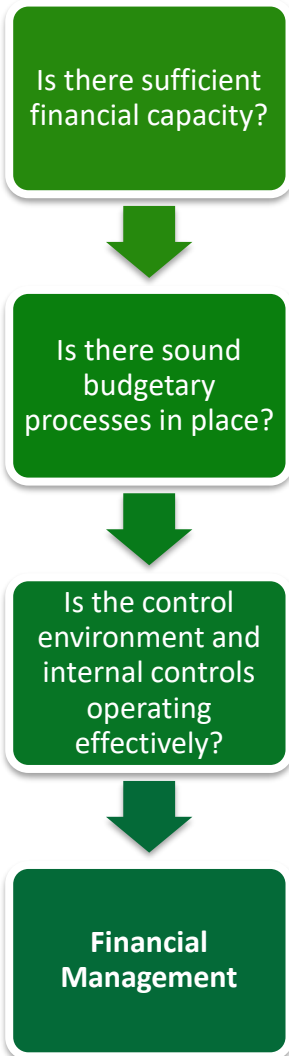 Is there sufficient
financial capacity?
Is there sound
budgetary
processes in place?
Is the control
environment and
internal controls
operating
effectively?
Financial
Management